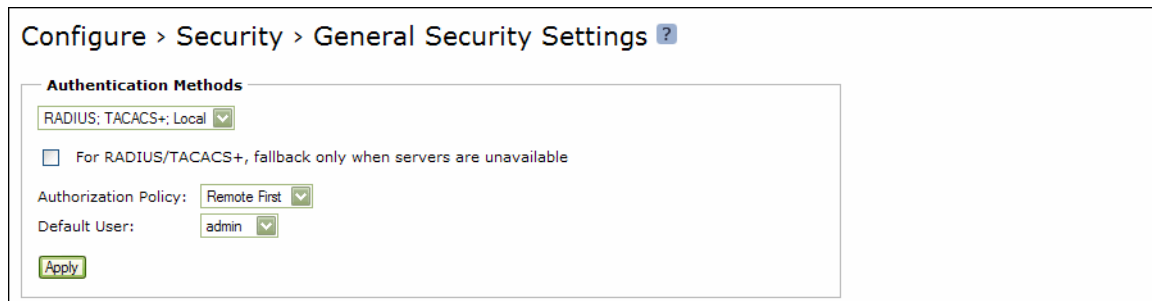 Configure > Security > General Security Settings ?
Authentication Methods
RADIUS; TACACS+; Local
For RADIUS/TACACS+, fallback only when servers are unavailable
Authorization Policy: Remote First
Default User: admin
Apply